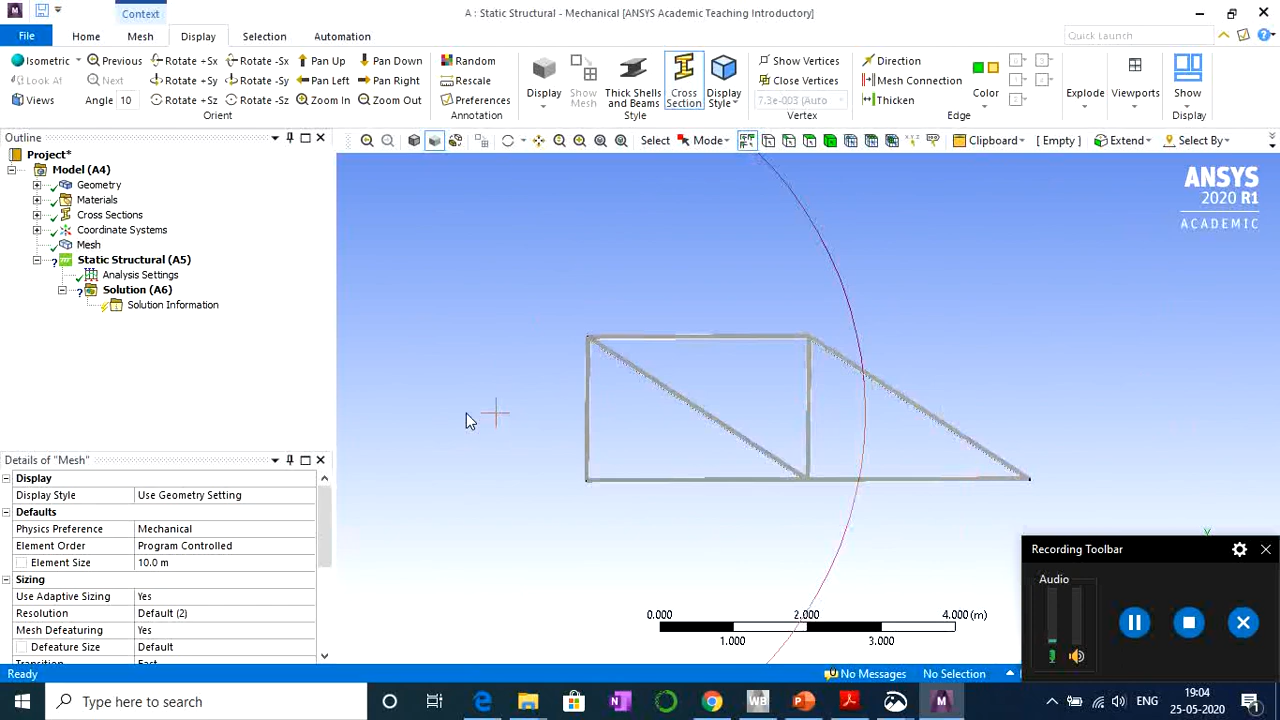 Context
A : Static Structural - Mechanical [ANSYS Academic Teaching Introductory]
File Home Mesh Display Selection Automation Quick Launch
Isometric Previous Rotate +Sx Rotate -Sx Pan Up Pan Down Random Show Vertices Direction
Look At Next Rotate +Sy Rotate -Sy Pan Left Pan Right Rescale Close Vertices Mesh Connection
Views Angle 10 Rotate +Sz Rotate -Sz Zoom In Zoom Out Preferences 7.3e-003 (Auto Thicken
Display Show Mesh Thick Shells and Beams Cross Section Display Style Color Explode Viewports Show
Orient Annotation Style Vertex Edge Display
Outline
Select Mode Clipboard [ Empty ] Extend Select By
Project*
Model (A4)
Geometry
Materials
Cross Sections
Coordinate Systems
Mesh
Static Structural (A5)
Analysis Settings
Solution (A6)
Solution Information
ANSYS
2020 R1
ACADEMIC
Details of "Mesh"
Display
Display Style Use Geometry Setting
Defaults
Physics Preference Mechanical
Element Order Program Controlled
Element Size 10.0 m
Sizing
Use Adaptive Sizing Yes
Resolution Default (2)
Mesh Defeaturing Yes
Defeature Size Default
Transition Fast
0.000 2.000 4.000 (m)
1.000 3.000
Y
Recording Toolbar
Audio
Ready No Messages No Selection
Type here to search
ENG
19:04
25-05-2020